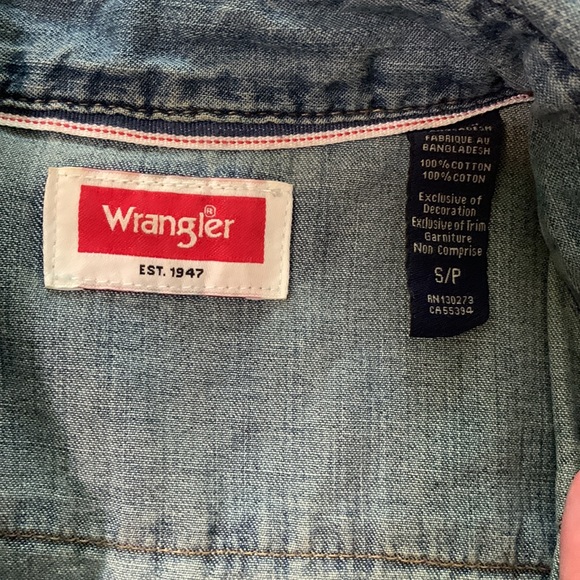 Wrangler®
EST. 1947
BANGLADESH
FABRIQUE AU
BANGLADESH
100% COTTON
100% COTON
Exclusive of
Decoration
Exclusive of Trim
Garniture
Non Comprise
S/P
RN130273
CA55394